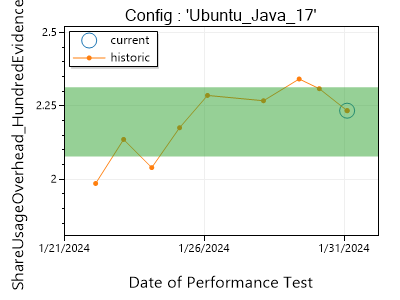 Config : 'Ubuntu_Java_17'
current
historic
ShareUsageOverhead_HundredEvidence
2.5
2.25
2
1/21/2024
1/26/2024
1/31/2024
Date of Performance Test